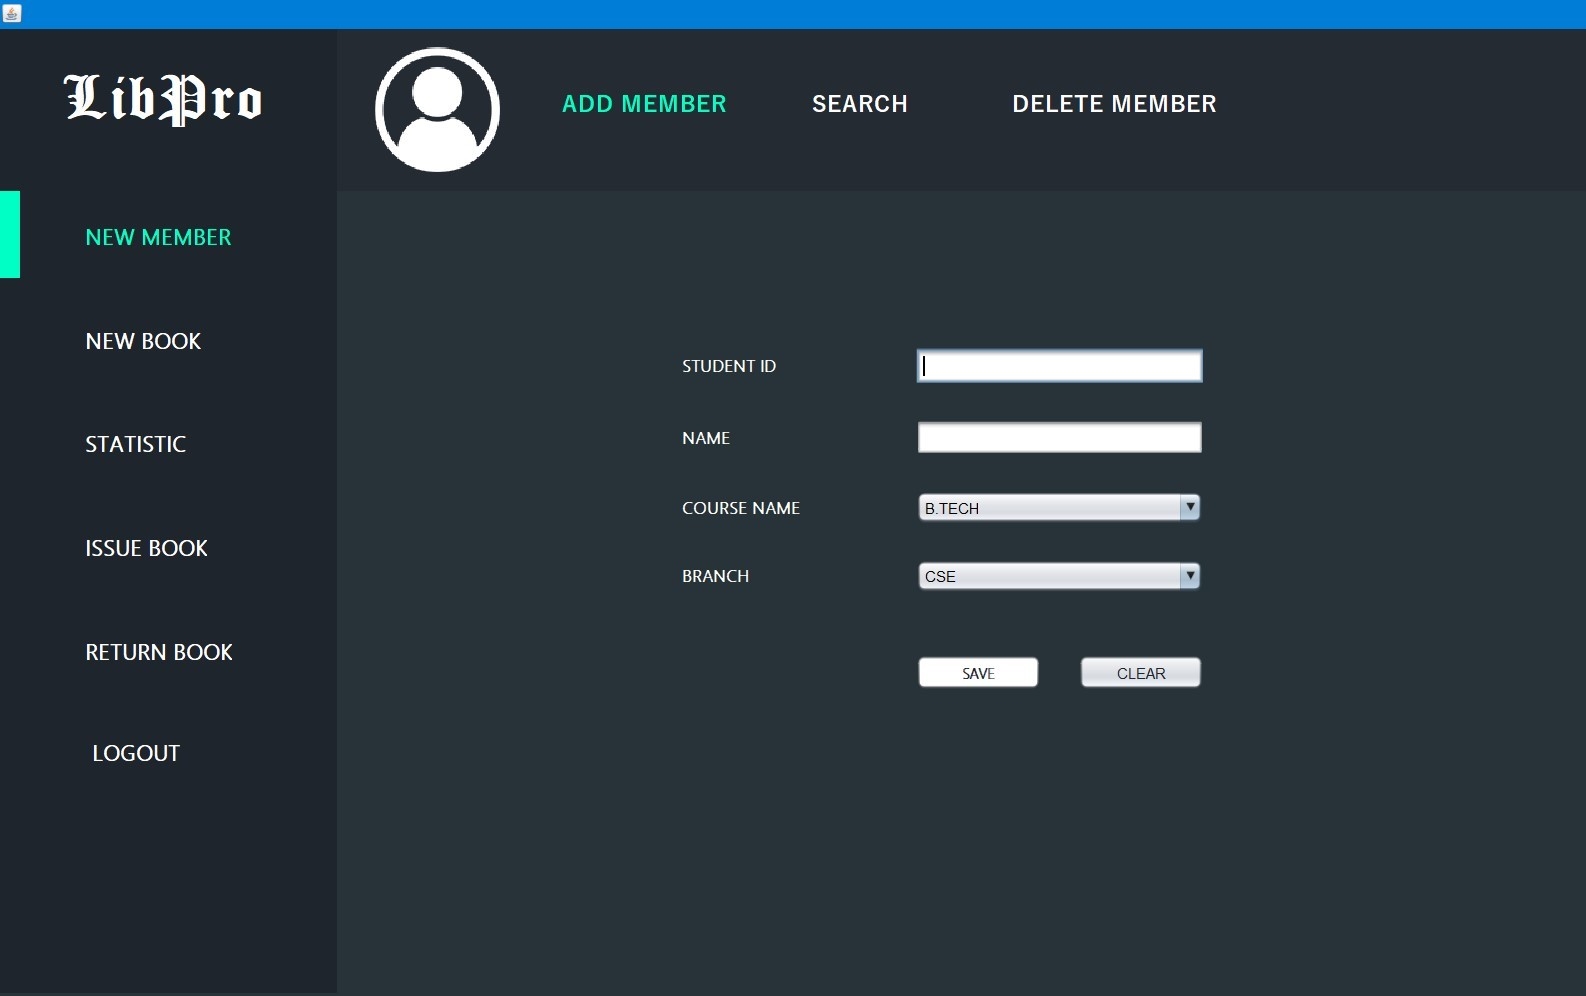 LibPro
ADD MEMBER SEARCH DELETE MEMBER
NEW MEMBER
NEW BOOK
STATISTIC
ISSUE BOOK
RETURN BOOK
LOGOUT
STUDENT ID
NAME
COURSE NAME B.TECH
BRANCH CSE
SAVE CLEAR